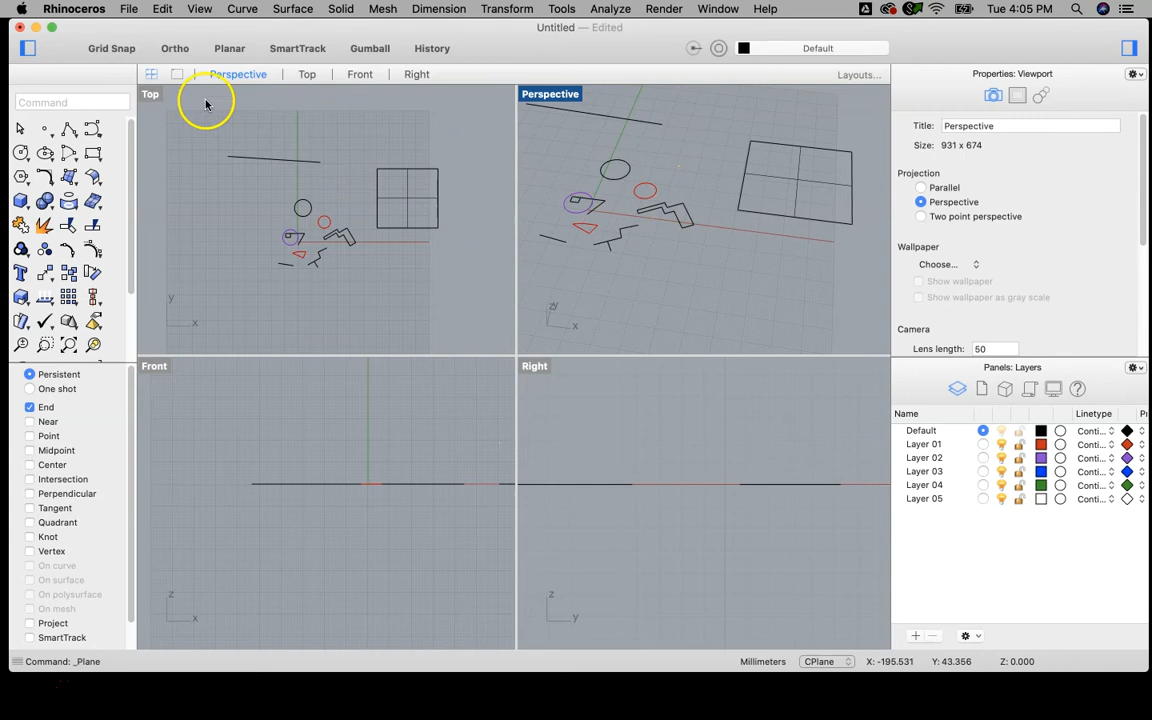 Rhinoceros File Edit View Curve Surface Solid Mesh Dimension Transform Tools Analyze Render Window Help Tue 4:05 PM
Untitled — Edited
Grid Snap Ortho Planar SmartTrack Gumball History Default
Perspective Top Front Right Layouts...
Properties: Viewport
Command
Top
Perspective
Front
Right
y
x
z y
x
z
x
z
y
Title: Perspective
Size: 931 x 674
Projection
Parallel
Perspective
Two point perspective
Wallpaper
Choose...
Show wallpaper
Show wallpaper as gray scale
Camera
Lens length: 50
Panels: Layers
Name Linetype
Default Conti...
Layer 01 Conti...
Layer 02 Conti...
Layer 03 Conti...
Layer 04 Conti...
Layer 05 Conti...
Persistent
One shot
End
Near
Point
Midpoint
Center
Intersection
Perpendicular
Tangent
Quadrant
Knot
Vertex
On curve
On surface
On polysurface
On mesh
Project
SmartTrack
Command: _Plane
Millimeters CPlane X: -195.531 Y: 43.356 Z: 0.000